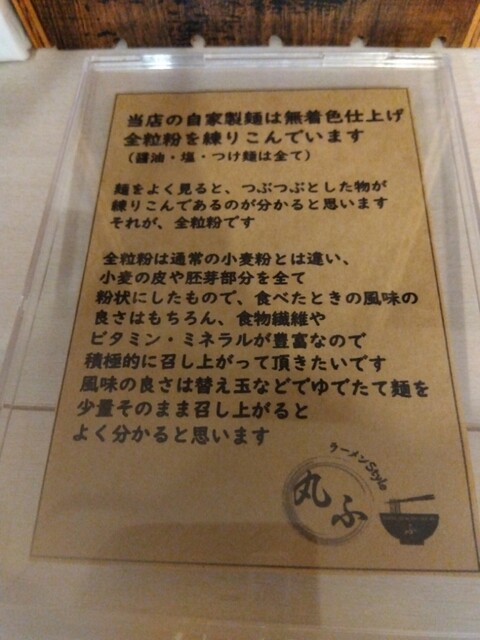 当店の自家製麺は無着色仕上げ
全粒粉を練りこんでいます
（醤油・塩・つけ麺は全て）
麺をよく見ると、つぶつぶとした物が
練りこんであるのが分かると思います
それが、全粒粉です
全粒粉は通常の小麦粉とは違い、
小麦の皮や胚芽部分を全て
粉状にしたもので、食べたときの風味の
良さはもちろん、食物繊維や
ビタミン・ミネラルが豊富なので
積極的に召し上がって頂きたいです
風味の良さは替え玉などでゆでたて麺を
少量そのまま召し上がると
よく分かると思います
ラーメンStyle
丸ふ